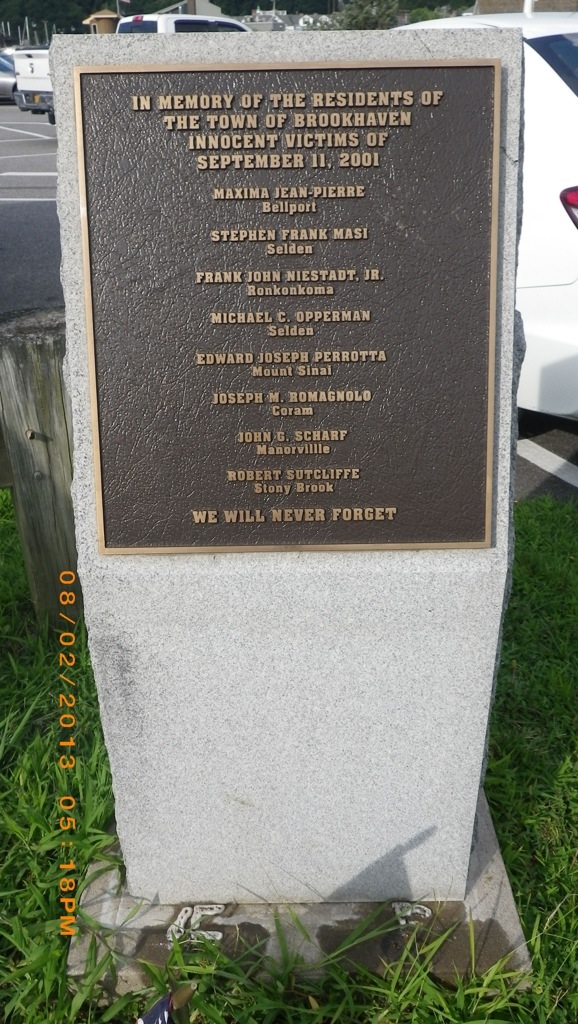 IN MEMORY OF THE RESIDENTS OF
THE TOWN OF BROOKHAVEN
INNOCENT VICTIMS OF
SEPTEMBER 11, 2001
MAXIMA JEAN-PIERRE
Bellport
STEPHEN FRANK MASI
Selden
FRANK JOHN NIESTADT, JR.
Ronkonkoma
MICHAEL C. OPPERMAN
Selden
EDWARD JOSEPH PERROTTA
Mount Sinai
JOSEPH M. ROMAGNOLO
Coram
JOHN G. SCHARF
Manorvillle
ROBERT SUTCLIFFE
Stony Brook
WE WILL NEVER FORGET
08/02/2013 05:18PM